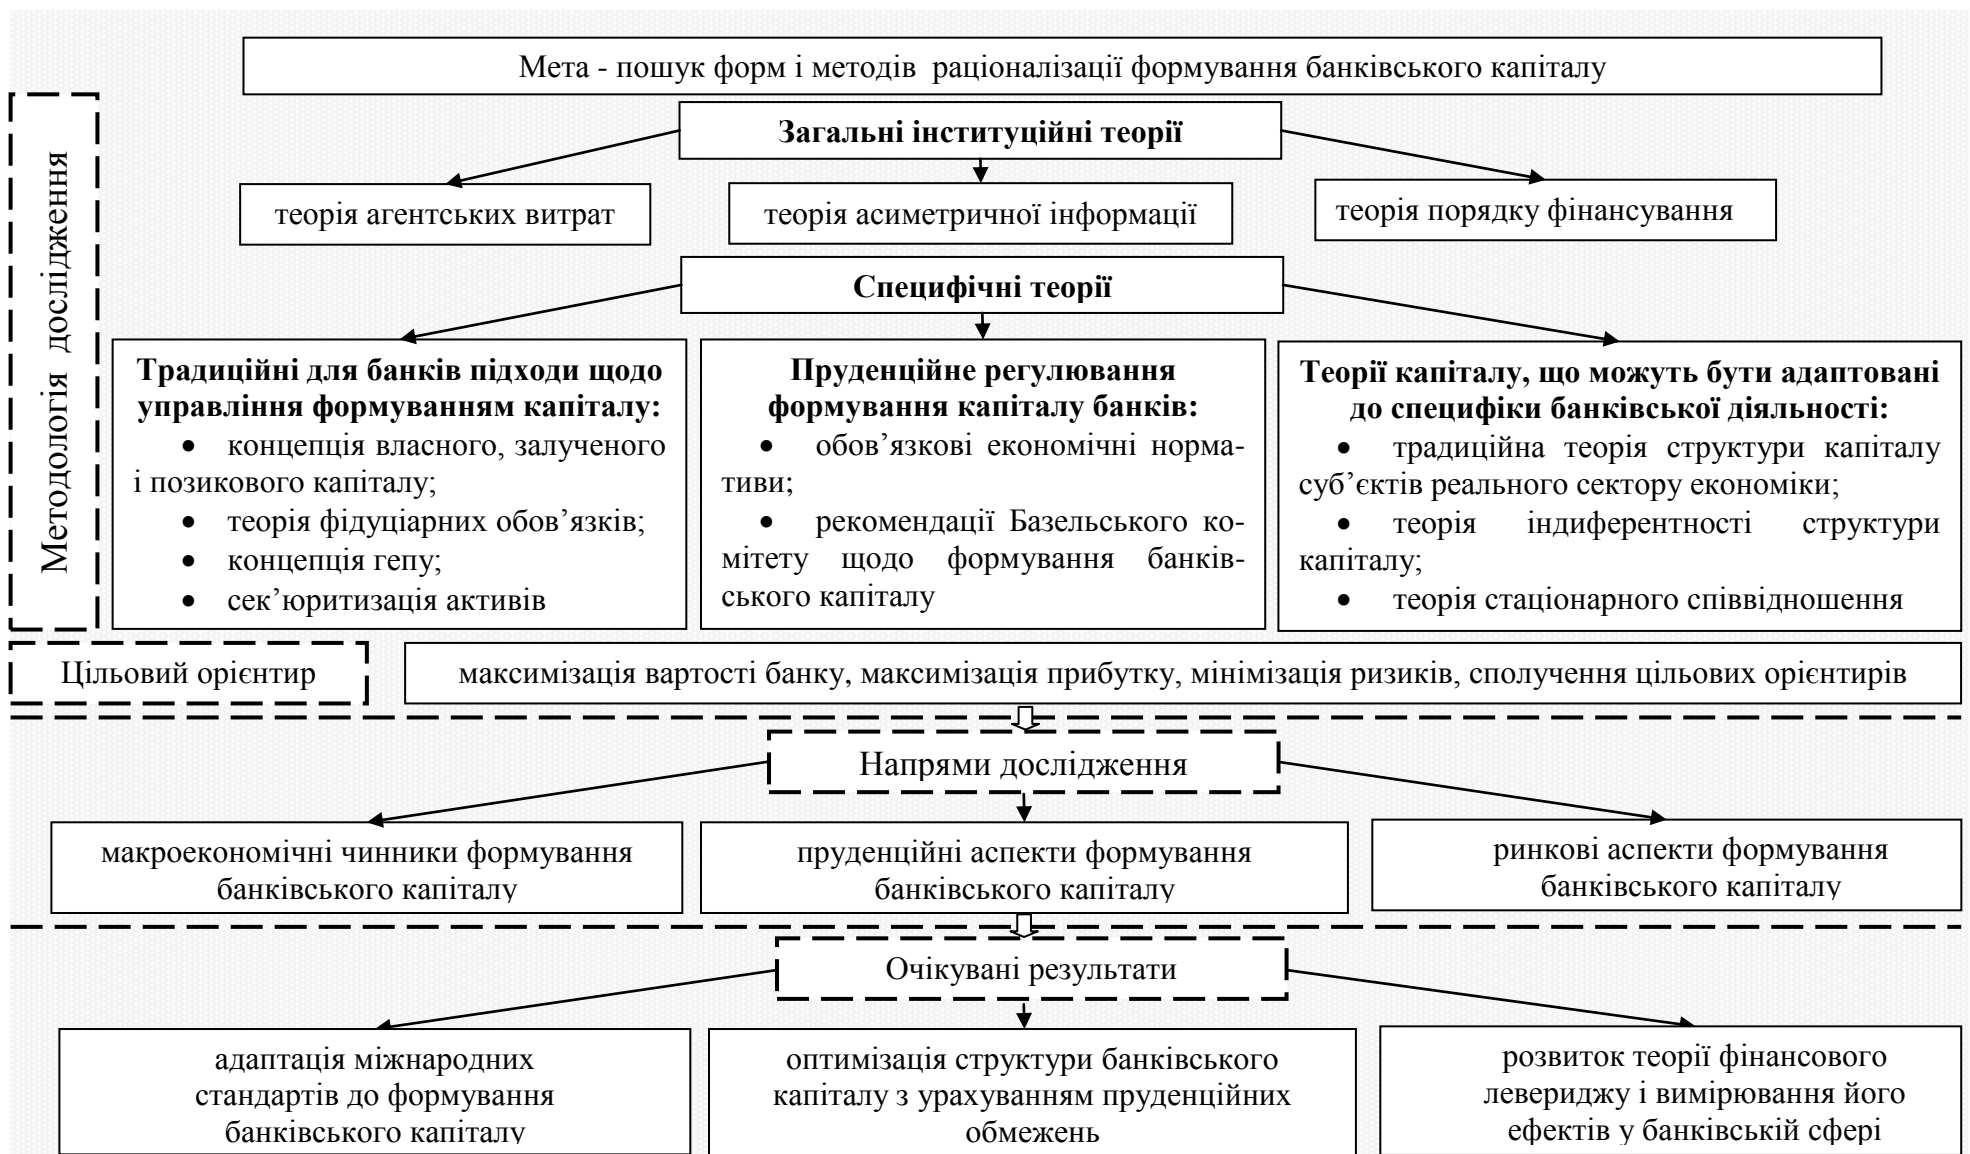 Мета - пошук форм і методів раціоналізації формування банківського капіталу
Методологія дослідження
Загальні інституційні теорії
теорія агентських витрат
теорія асиметричної інформації
теорія порядку фінансування
Специфічні теорії
Традиційні для банків підходи щодо
управління формуванням капіталу:
• концепція власного, залученого
і позикового капіталу;
• теорія фідуціарних обов’язків;
• концепція гепу;
• сек’юритизація активів
Пруденційне регулювання
формування капіталу банків:
• обов’язкові економічні норма-
тиви;
• рекомендації Базельського ко-
мітету щодо формування банків-
ського капіталу
Теорії капіталу, що можуть бути адаптовані
до специфіки банківської діяльності:
• традиційна теорія структури капіталу
суб’єктів реального сектору економіки;
• теорія індиферентності структури
капіталу;
• теорія стаціонарного співвідношення
Цільовий орієнтир
максимізація вартості банку, максимізація прибутку, мінімізація ризиків, сполучення цільових орієнтирів
Напрями дослідження
макроекономічні чинники формування
банківського капіталу
пруденційні аспекти формування
банківського капіталу
ринкові аспекти формування
банківського капіталу
Очікувані результати
адаптація міжнародних
стандартів до формування
банківського капіталу
оптимізація структури банківського
капіталу з урахуванням пруденційних
обмежень
розвиток теорії фінансового
левериджу і вимірювання його
ефектів у банківській сфері